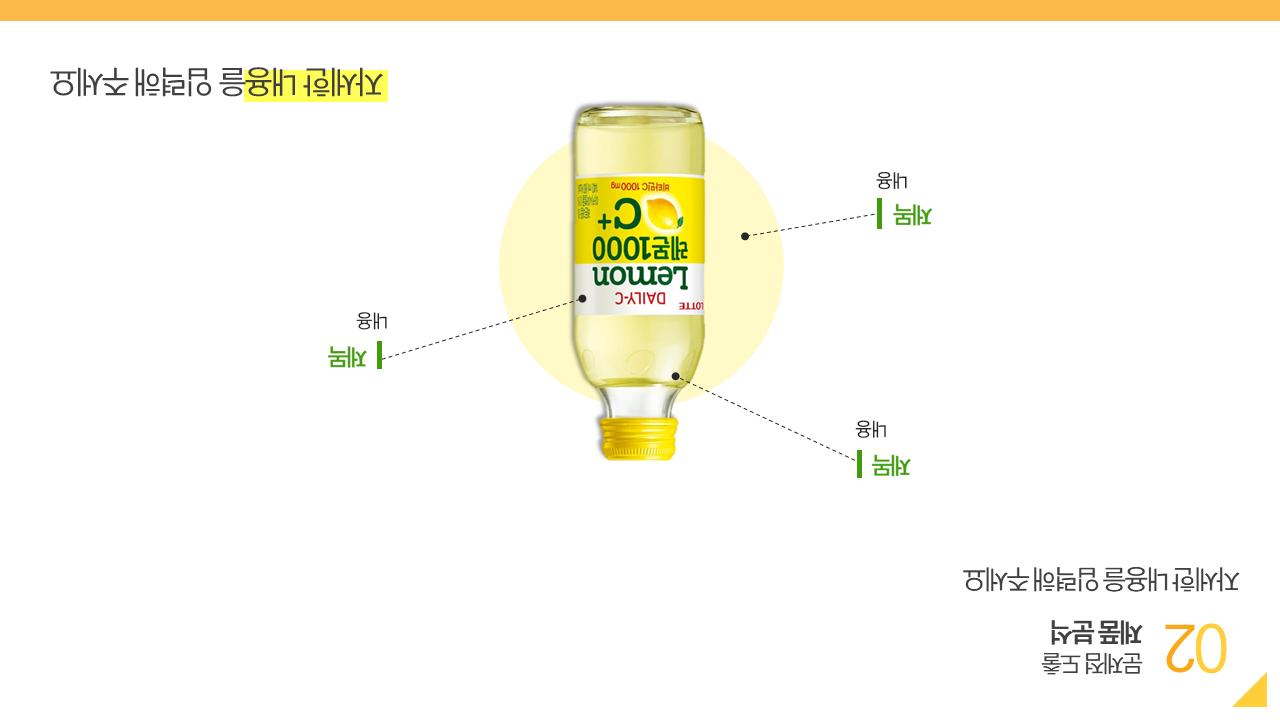 02
문제점 도출
제품 분석
자세한 내용을 입력해 주세요
제목
내용
제목
내용
제목
내용
LOTTE
DAILY-C
Lemon
레몬1000
C+
비타민C 1000mg
자세한 내용을 입력해 주세요